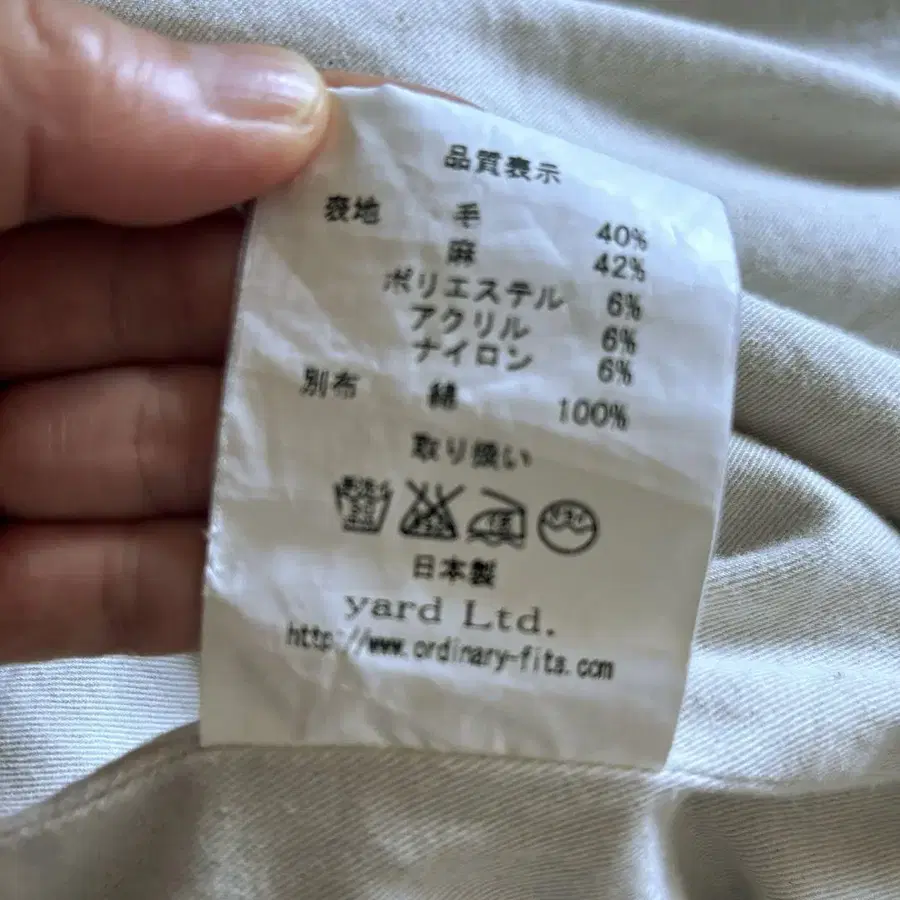 品質表示
表地 毛 40%
麻 42%
ポリエステル 6%
アクリル 6%
ナイロン 6%
別布 綿 100%
取り扱い
日本製
yard Ltd.
http://www.ordinary-fits.com